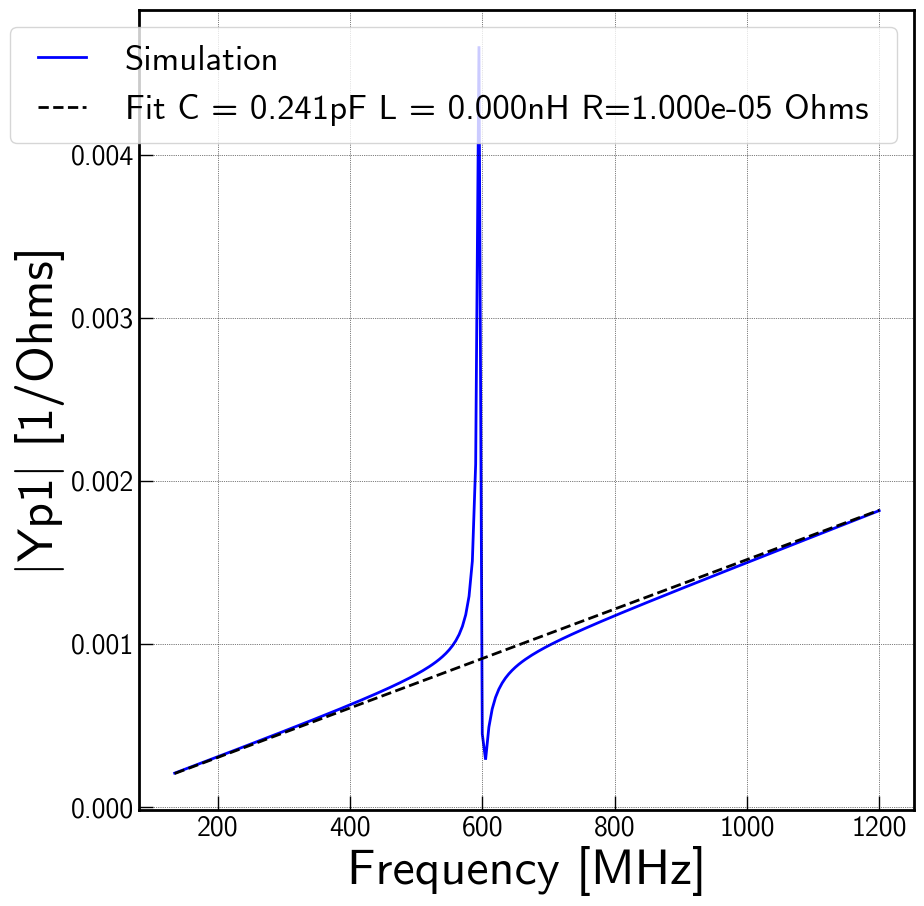 Simulation
Fit C = 0.241pF L = 0.000nH R=1.000e-05 Ohms
0.004
0.003
0.002
0.001
0.000
|Yp1| [1/Ohms]
200 400 600 800 1000 1200
Frequency [MHz]